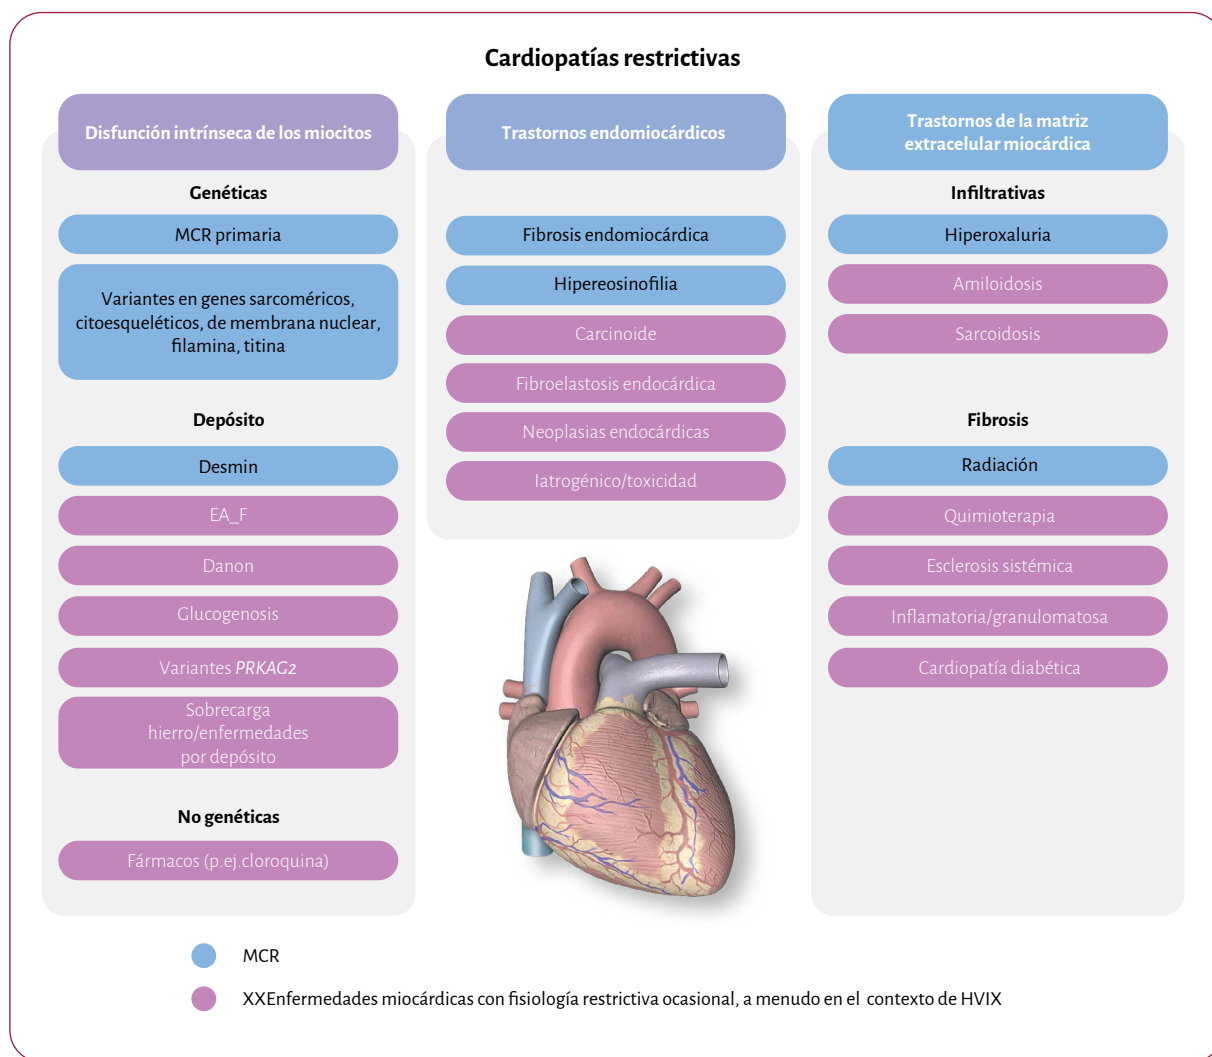 Cardiopatías restrictivas
Disfunción intrínseca de los miocitos
Genéticas
MCR primaria
Variantes en genes sarcoméricos,
citoesqueléticos, de membrana nuclear,
filamina, titina
Depósito
Desmin
EA_F
Danon
Glucogenosis
Variantes PRKAG2
Sobrecarga
hierro/enfermedades
por depósito
No genéticas
Fármacos (p.ej.cloroquina)
Trastornos endomiocárdicos
Fibrosis endomiocárdica
Hipereosinofilia
Carcinoide
Fibroelastosis endocárdica
Neoplasias endocárdicas
Iatrogénico/toxicidad
Trastornos de la matriz
extracelular miocárdica
Infiltrativas
Hiperoxaluria
Amiloidosis
Sarcoidosis
Fibrosis
Radiación
Quimioterapia
Esclerosis sistémica
Inflamatoria/granulomatosa
Cardiopatía diabética
MCR
XXEnfermedades miocárdicas con fisiología restrictiva ocasional, a menudo en el contexto de HVIX